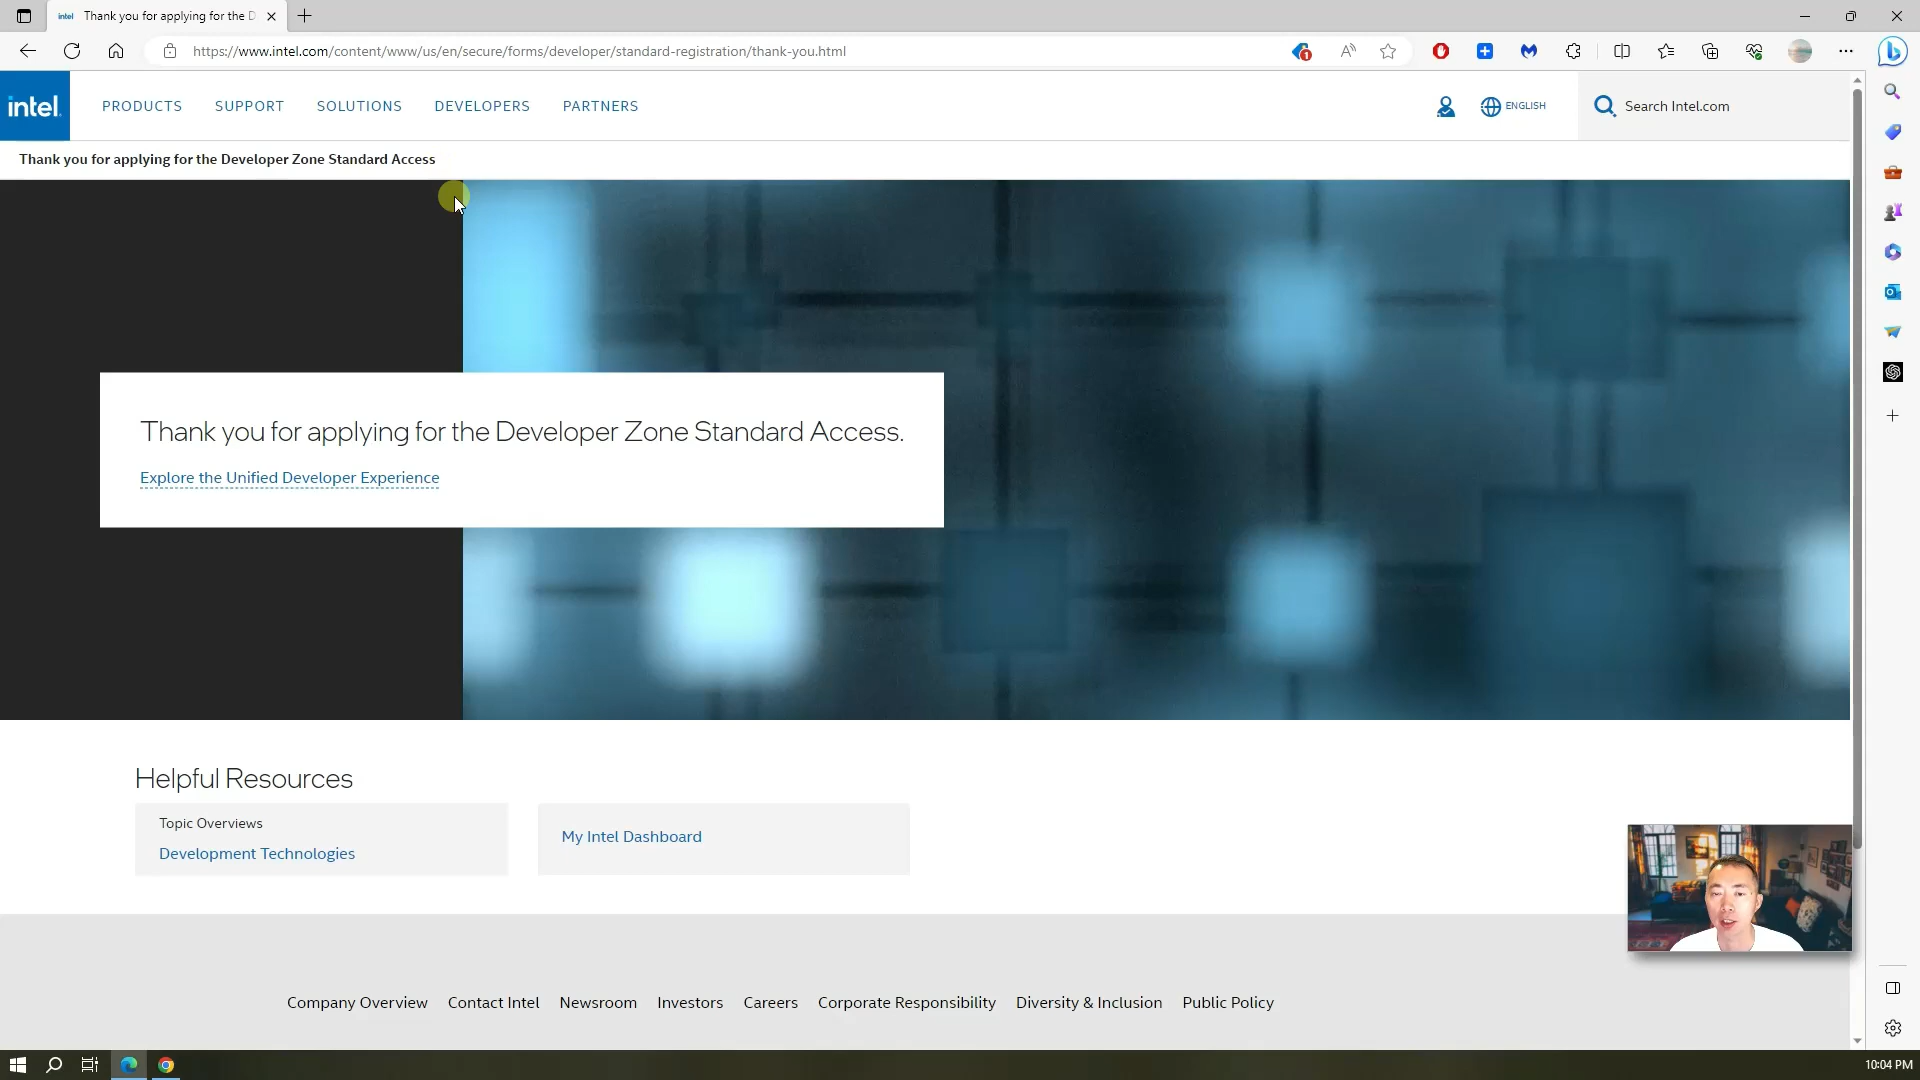 intel Thank you for applying for the D
https://www.intel.com/content/www/us/en/secure/forms/developer/standard-registration/thank-you.html
1
intel.
PRODUCTS SUPPORT SOLUTIONS DEVELOPERS PARTNERS
ENGLISH
Search Intel.com
Thank you for applying for the Developer Zone Standard Access
Thank you for applying for the Developer Zone Standard Access.
Explore the Unified Developer Experience
Helpful Resources
Topic Overviews
Development Technologies
My Intel Dashboard
Company Overview Contact Intel Newsroom Investors Careers Corporate Responsibility Diversity & Inclusion Public Policy
10:04 PM